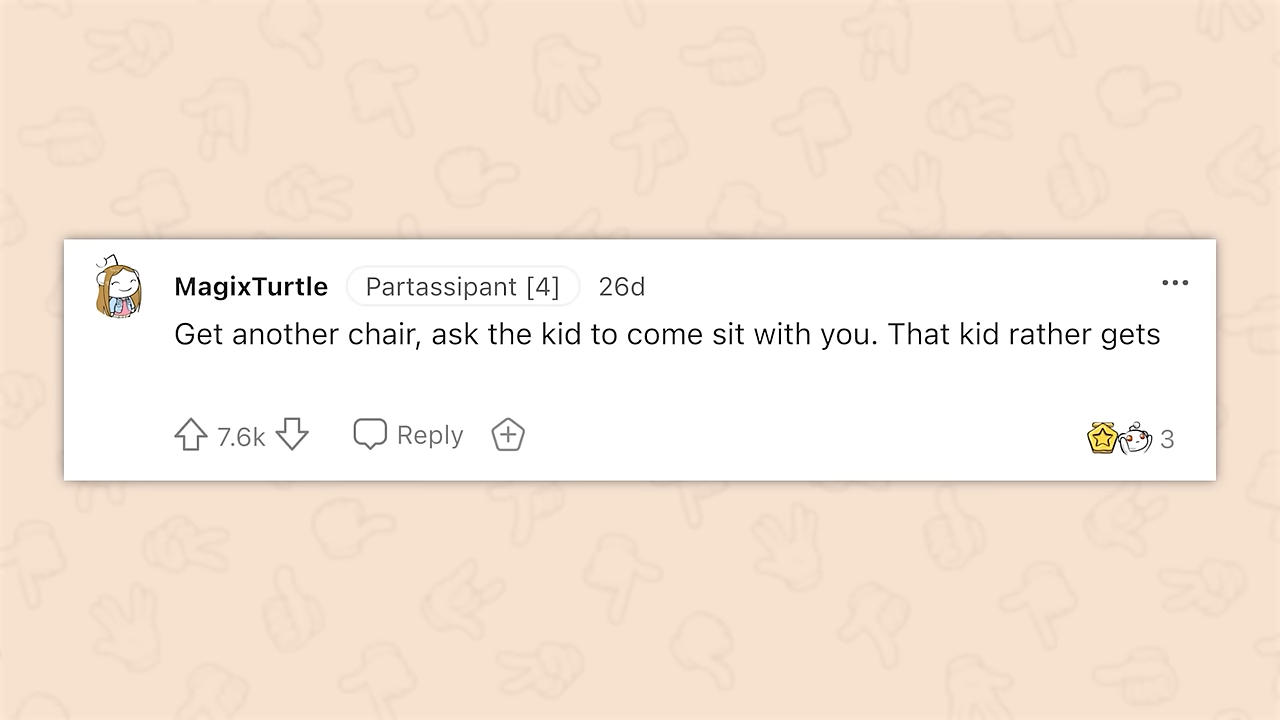 MagixTurtle Partassipant [4] 26d
Get another chair, ask the kid to come sit with you. That kid rather gets
7.6k Reply 3